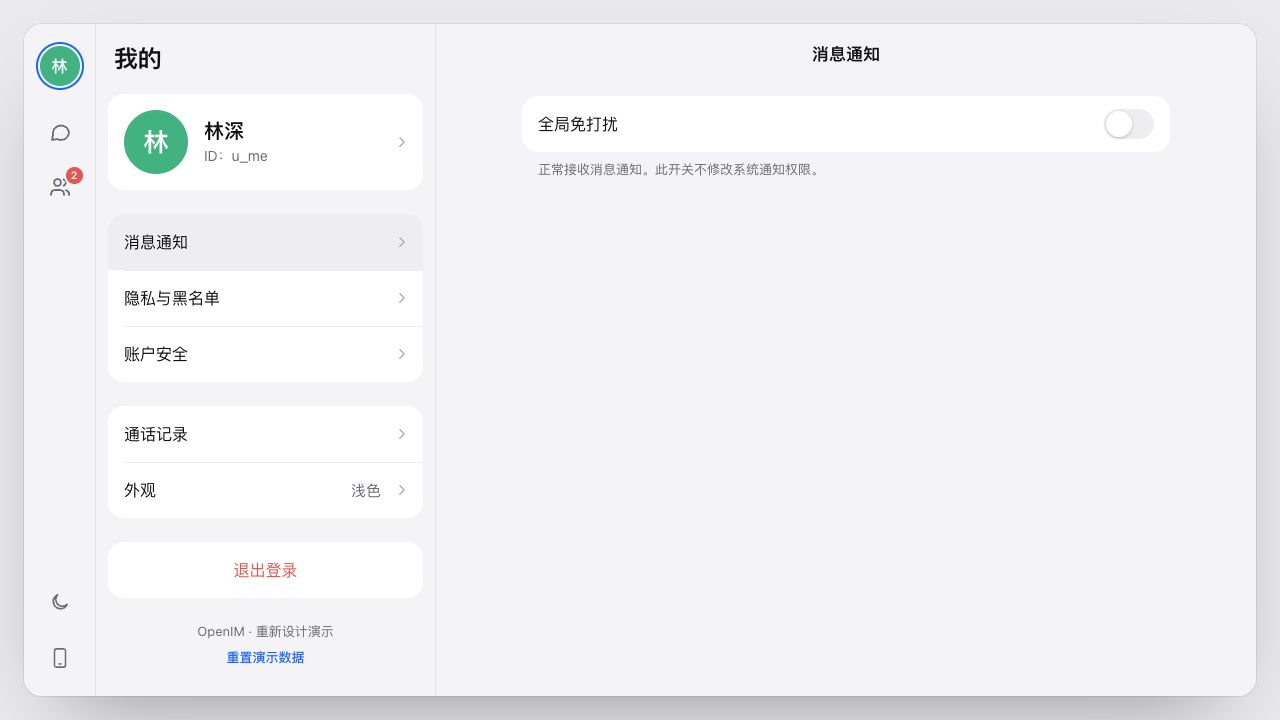 林
2
我的
林
林深
ID：u_me
消息通知
隐私与黑名单
账户安全
通话记录
外观
浅色
退出登录
OpenIM · 重新设计演示
重置演示数据
消息通知
全局免打扰
正常接收消息通知。此开关不修改系统通知权限。